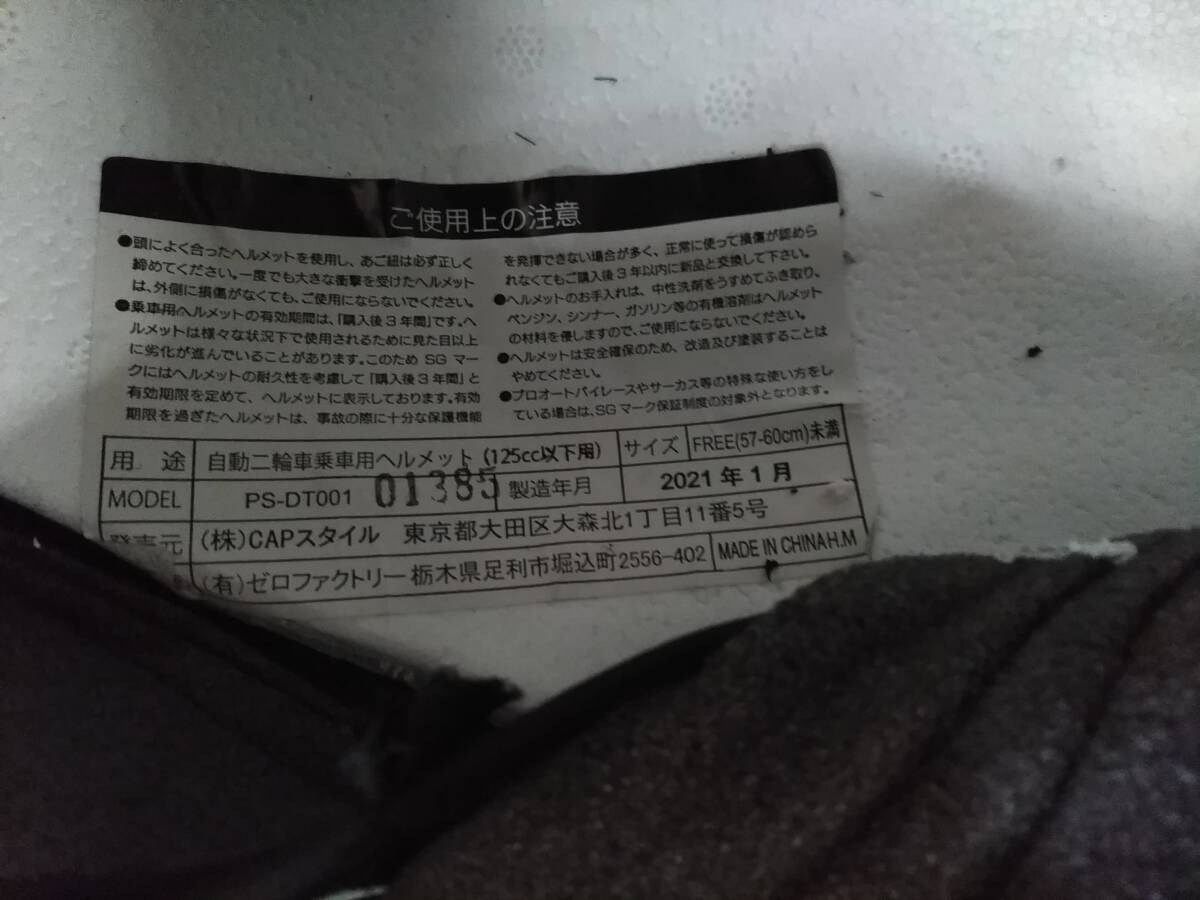 ご使用上の注意
●頭によく合ったヘルメットを使用し、あご紐は必ず正しく
締めてください。一度でも大きな衝撃を受けたヘルメット
は、外側に損傷がなくても、ご使用にならないでください。
●乗車用ヘルメットの有効期間は、「購入後3年間」です。ヘ
ルメットは様々な状況下で使用されるために見た目以上
に劣化が進んでいることがあります。このため SG マー
クにはヘルメットの耐久性を考慮して「購入後3年間」と
有効期限を定めて、ヘルメットに表示しております。有効
期限を過ぎたヘルメットは、事故の際に十分な保護機能
を発揮できない場合が多く、正常に使って損傷が認めら
れなくてもご購入後3年以内に新品と交換して下さい。
●ヘルメットのお手入れは、中性洗剤をうすめてふき取り、
ベンジン、シンナー、ガソリン等の有機溶剤はヘルメット
の材料を侵しますので、ご使用にならないでください。
●ヘルメットは安全確保のため、改造及び塗装することは
やめてください。
●プロオートバイレースやサーカス等の特殊な使い方をし
ている場合は、SGマーク保証制度の対象外となります。
用途 自動二輪車乗車用ヘルメット(125cc以下用) サイズ FREE(57-60cm)未満
MODEL PS-DT001 01385 製造年月 2021年1月
発売元 (株)CAPスタイル 東京都大田区大森北1丁目11番5号
(有)ゼロファクトリー 栃木県足利市堀込町2556-402 MADE IN CHINA H.M